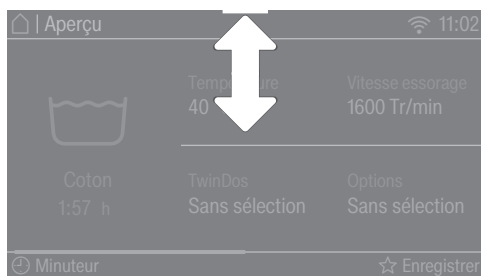 | Aperçu 11:02
Température Vitesse essorage
40 1600 Tr/min
Coton TwinDos Options
1:57 h Sans sélection Sans sélection
Minuteur Enregistrer